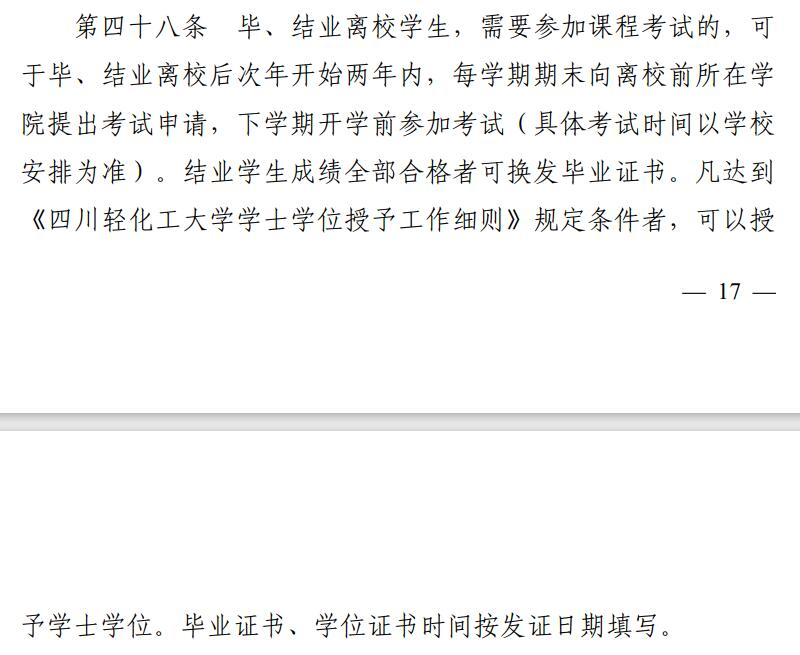 第四十八条　毕、结业离校学生，需要参加课程考试的，可
于毕、结业离校后次年开始两年内，每学期期末向离校前所在学
院提出考试申请，下学期开学前参加考试（具体考试时间以学校
安排为准）。结业学生成绩全部合格者可换发毕业证书。凡达到
《四川轻化工大学学士学位授予工作细则》规定条件者，可以授
— 17 —
予学士学位。毕业证书、学位证书时间按发证日期填写。